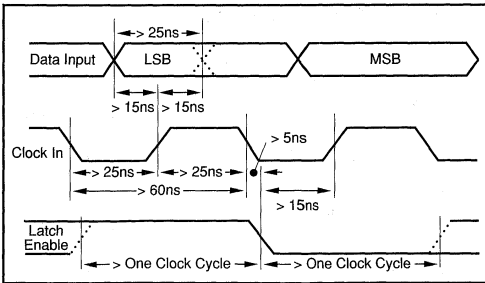 > 25ns
Data Input
LSB
MSB
> 15ns
> 15ns
Clock In
> 5ns
> 25ns
> 25ns
> 60ns
> 15ns
Latch
Enable
> One Clock Cycle
> One Clock Cycle